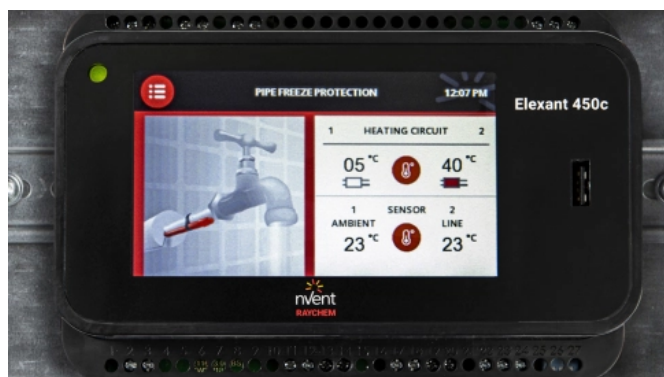 PIPE FREEZE PROTECTION
12:07 PM
Elexant 450c
1 HEATING CIRCUIT 2
05 °C 40 °C
1 SENSOR 2
AMBIENT LINE
23 °C 23 °C
nVent
RAYCHEM